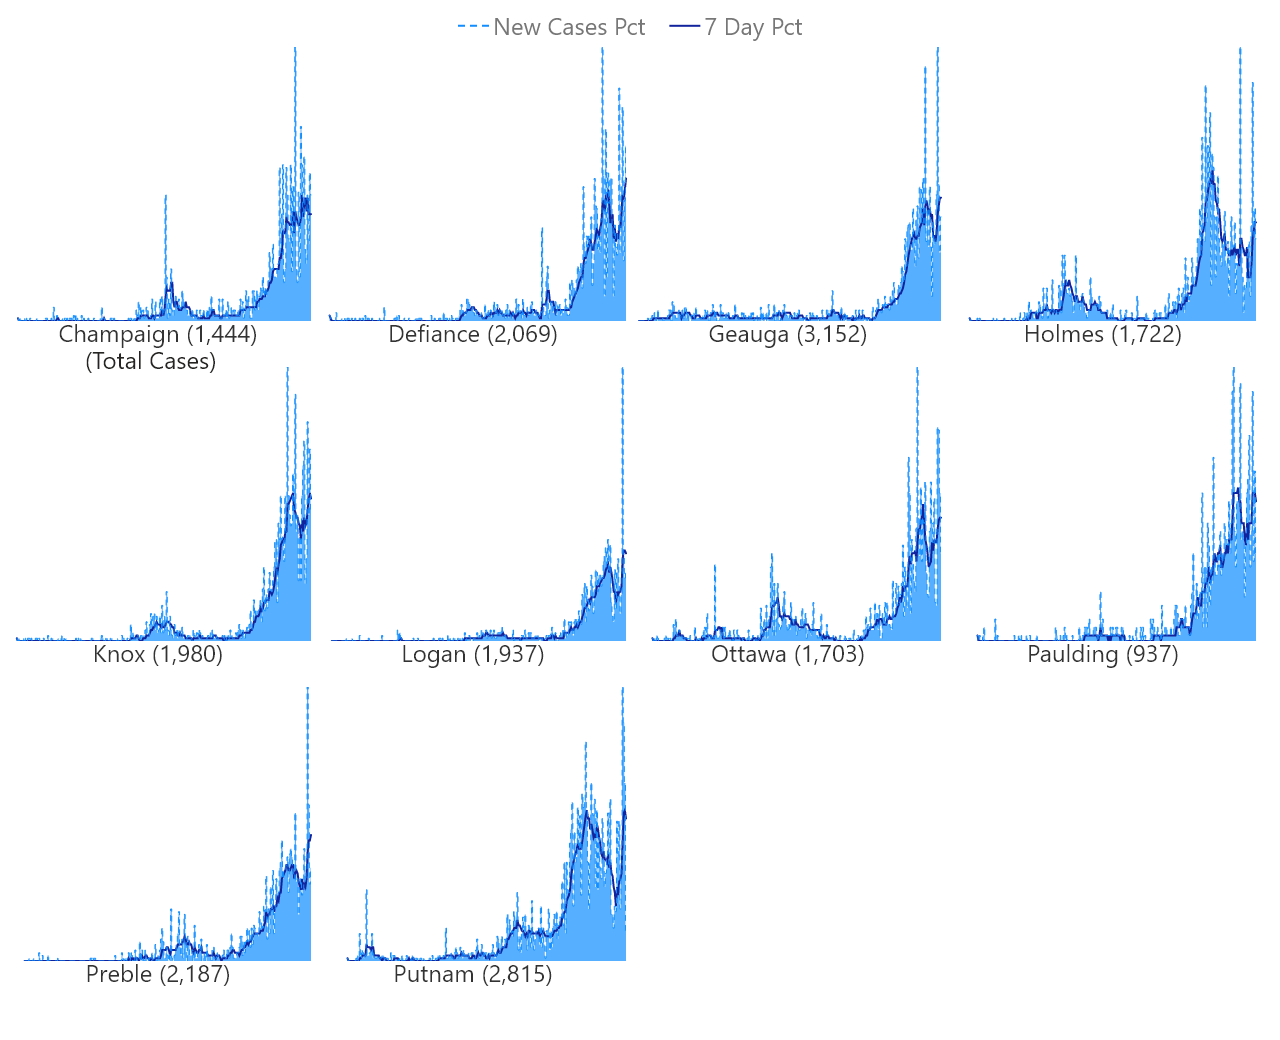 New Cases Pct 7 Day Pct
Champaign (1,444)
(Total Cases)
Defiance (2,069)
Geauga (3,152)
Holmes (1,722)
Knox (1,980)
Logan (1,937)
Ottawa (1,703)
Paulding (937)
Preble (2,187)
Putnam (2,815)